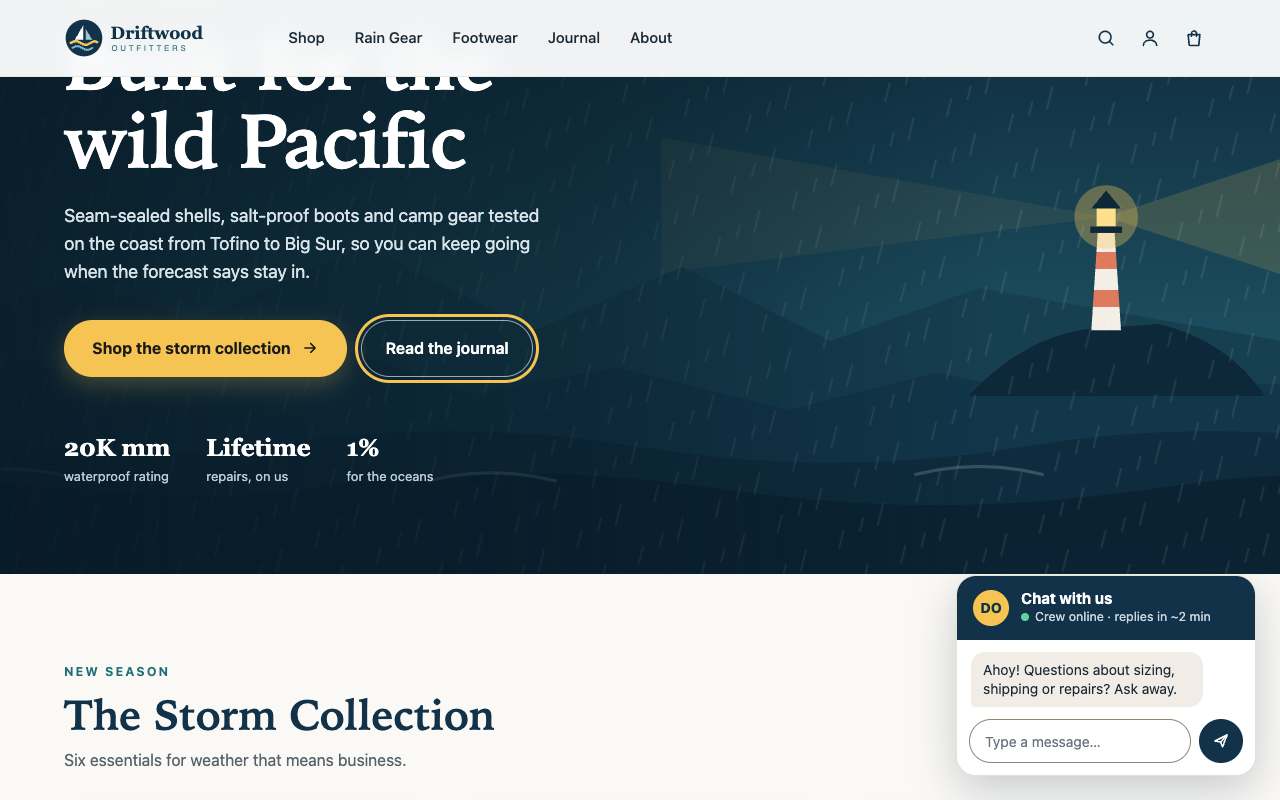 Driftwood
OUTFITTERS
Shop
Rain Gear
Footwear
Journal
About
Built for the
wild Pacific
Seam-sealed shells, salt-proof boots and camp gear tested
on the coast from Tofino to Big Sur, so you can keep going
when the forecast says stay in.
Shop the storm collection →
Read the journal
20K mm
waterproof rating
Lifetime
repairs, on us
1%
for the oceans
NEW SEASON
The Storm Collection
Six essentials for weather that means business.
DO
Chat with us
Crew online · replies in ~2 min
Ahoy! Questions about sizing,
shipping or repairs? Ask away.
Type a message...